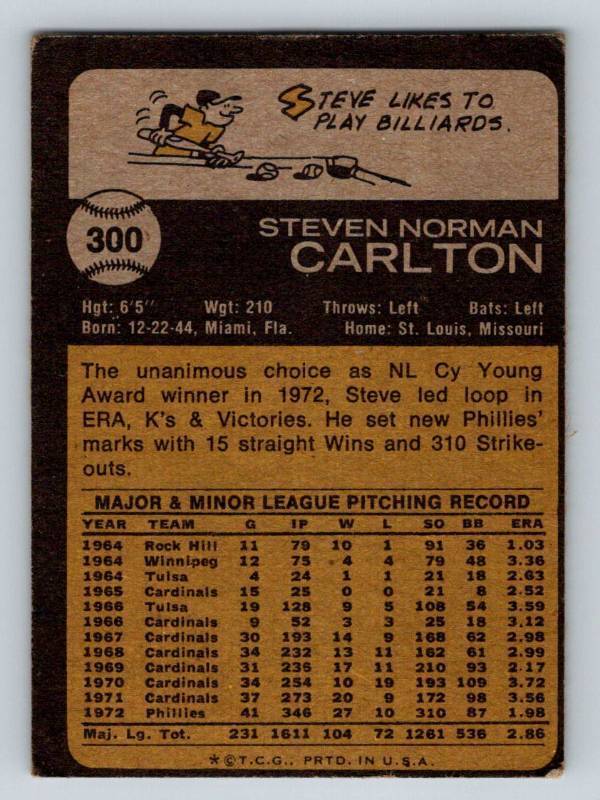 STEVE LIKES TO
PLAY BILLIARDS.
300
STEVEN NORMAN
CARLTON
Hgt: 6'5" Wgt: 210 Throws: Left Bats: Left
Born: 12-22-44, Miami, Fla. Home: St. Louis, Missouri
The unanimous choice as NL Cy Young
Award winner in 1972, Steve led loop in
ERA, K's & Victories. He set new Phillies'
marks with 15 straight Wins and 310 Strike-
outs.
MAJOR & MINOR LEAGUE PITCHING RECORD
YEAR TEAM G IP W L SO BB ERA
1964 Rock Hill 11 79 10 1 91 36 1.03
1964 Winnipeg 12 75 4 4 79 48 3.36
1964 Tulsa 4 24 1 1 21 18 2.63
1965 Cardinals 15 25 0 0 21 8 2.52
1966 Tulsa 19 128 9 5 108 54 3.59
1966 Cardinals 9 52 3 3 25 18 3.12
1967 Cardinals 30 193 14 9 168 62 2.98
1968 Cardinals 34 232 13 11 162 61 2.99
1969 Cardinals 31 236 17 11 210 93 2.17
1970 Cardinals 34 254 10 19 193 109 3.72
1971 Cardinals 37 273 20 9 172 98 3.56
1972 Phillies 41 346 27 10 310 87 1.98
Maj. Lg. Tot. 231 1611 104 72 1261 536 2.86
*©T.C.G., PRTD. IN U.S.A.